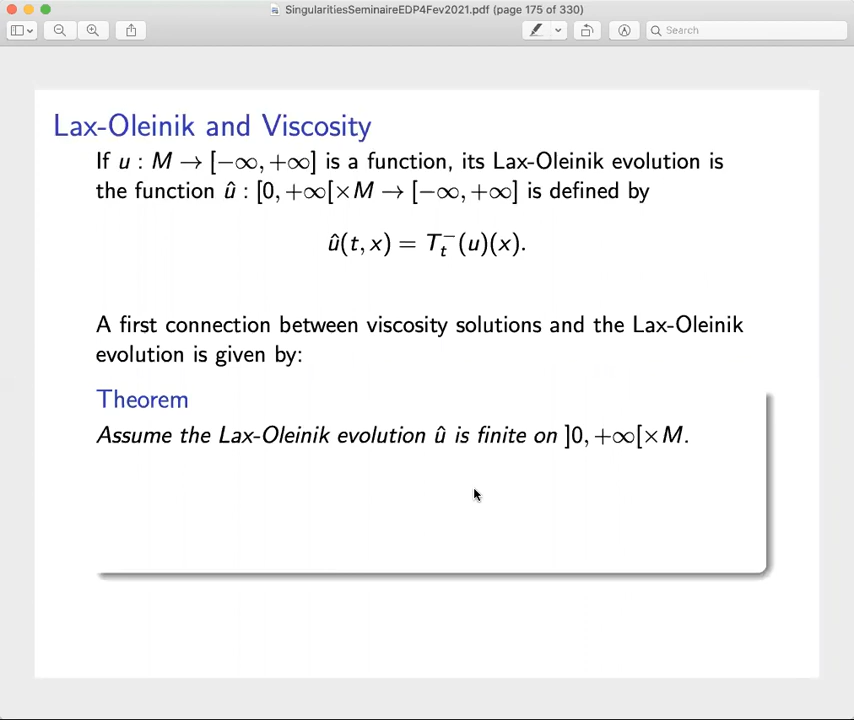 SingularitiesSeminaireEDP4Fev2021.pdf (page 175 of 330)
Search
Lax-Oleinik and Viscosity
If u : M → [−∞, +∞] is a function, its Lax-Oleinik evolution is
the function û : [0, +∞[×M → [−∞, +∞] is defined by
û(t, x) = T_t^−(u)(x).
A first connection between viscosity solutions and the Lax-Oleinik
evolution is given by:
Theorem
Assume the Lax-Oleinik evolution û is finite on ]0, +∞[×M.